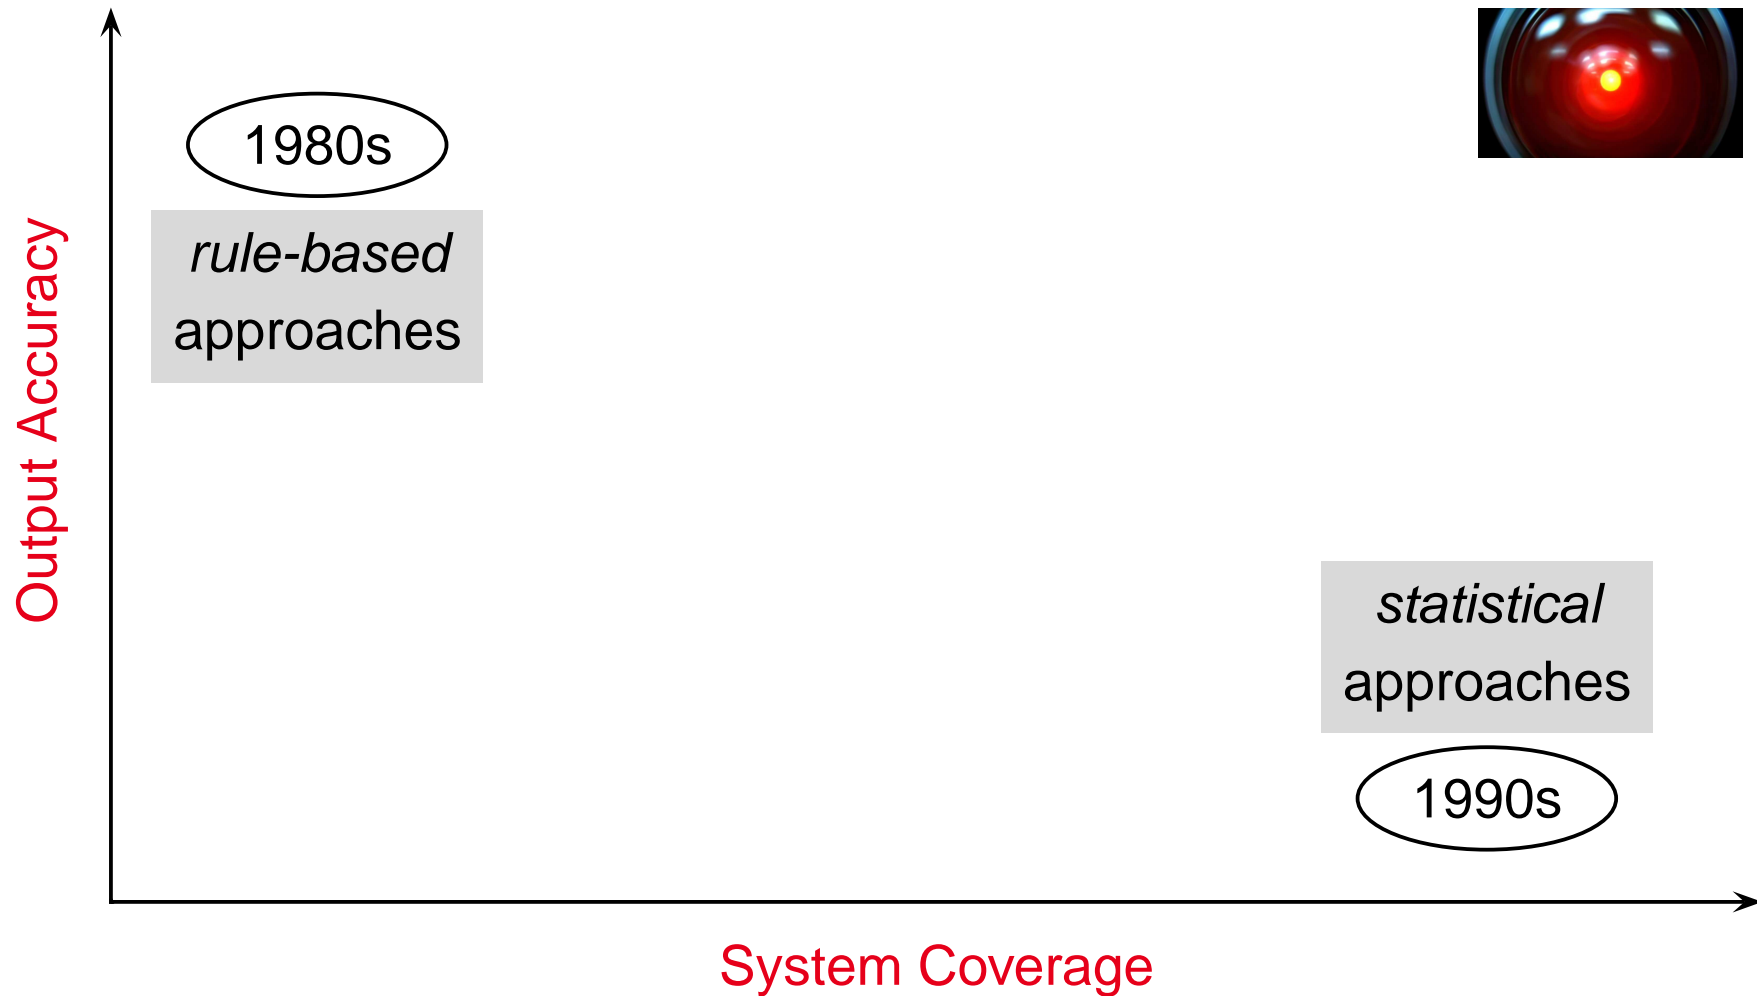 1980s
rule-based
approaches
Output Accuracy
statistical
approaches
1990s
System Coverage